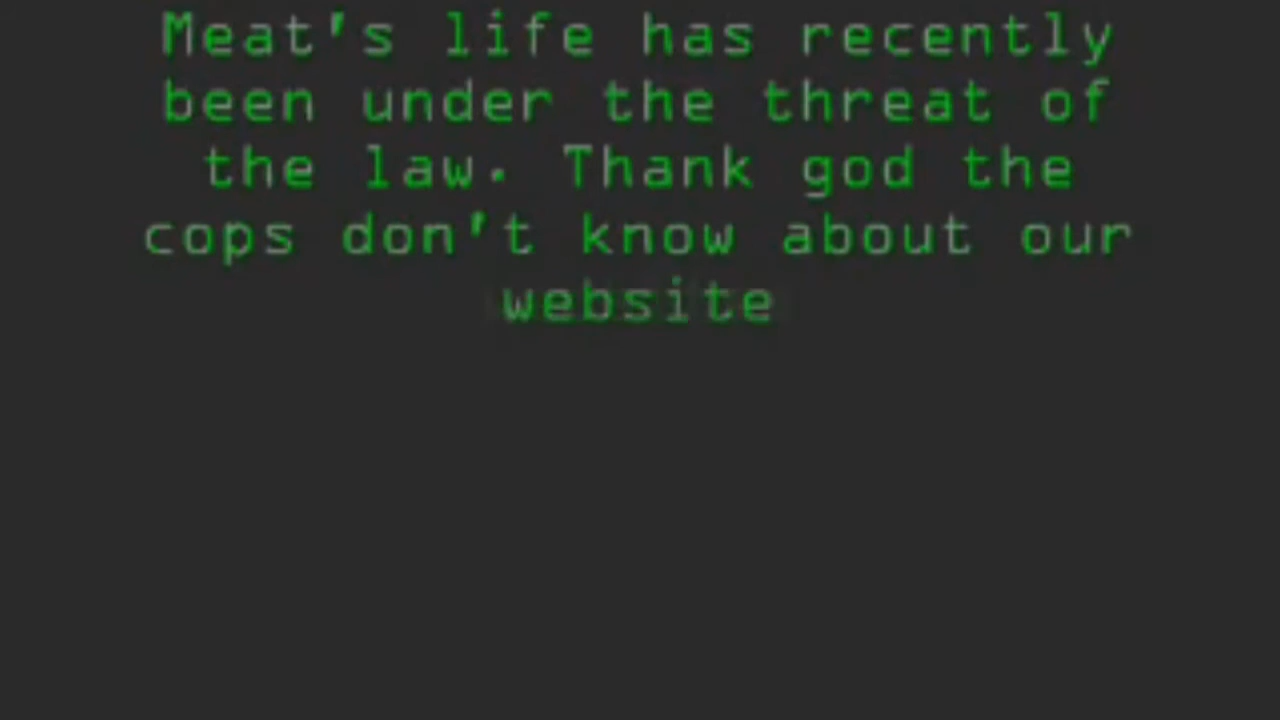 Meat's life has recently
been under the threat of
the law. Thank god the
cops don't know about our
website